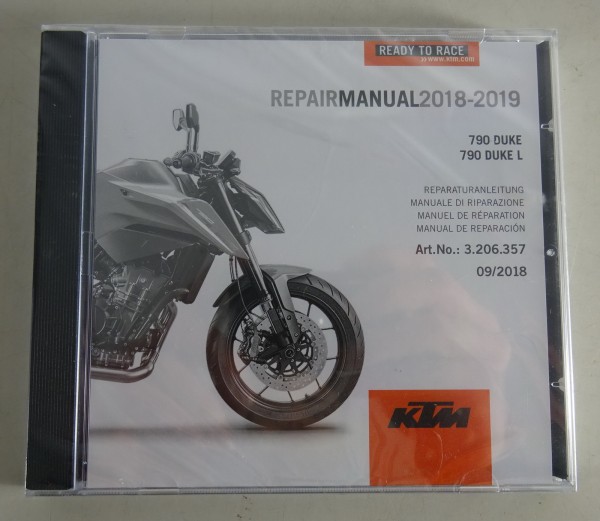 READY TO RACE
» www.ktm.com
REPAIRMANUAL2018-2019
790 DUKE
790 DUKE L
REPARATURANLEITUNG
MANUALE DI RIPARAZIONE
MANUEL DE RÉPARATION
MANUAL DE REPARACIÓN
Art.No.: 3.206.357
09/2018
KTM